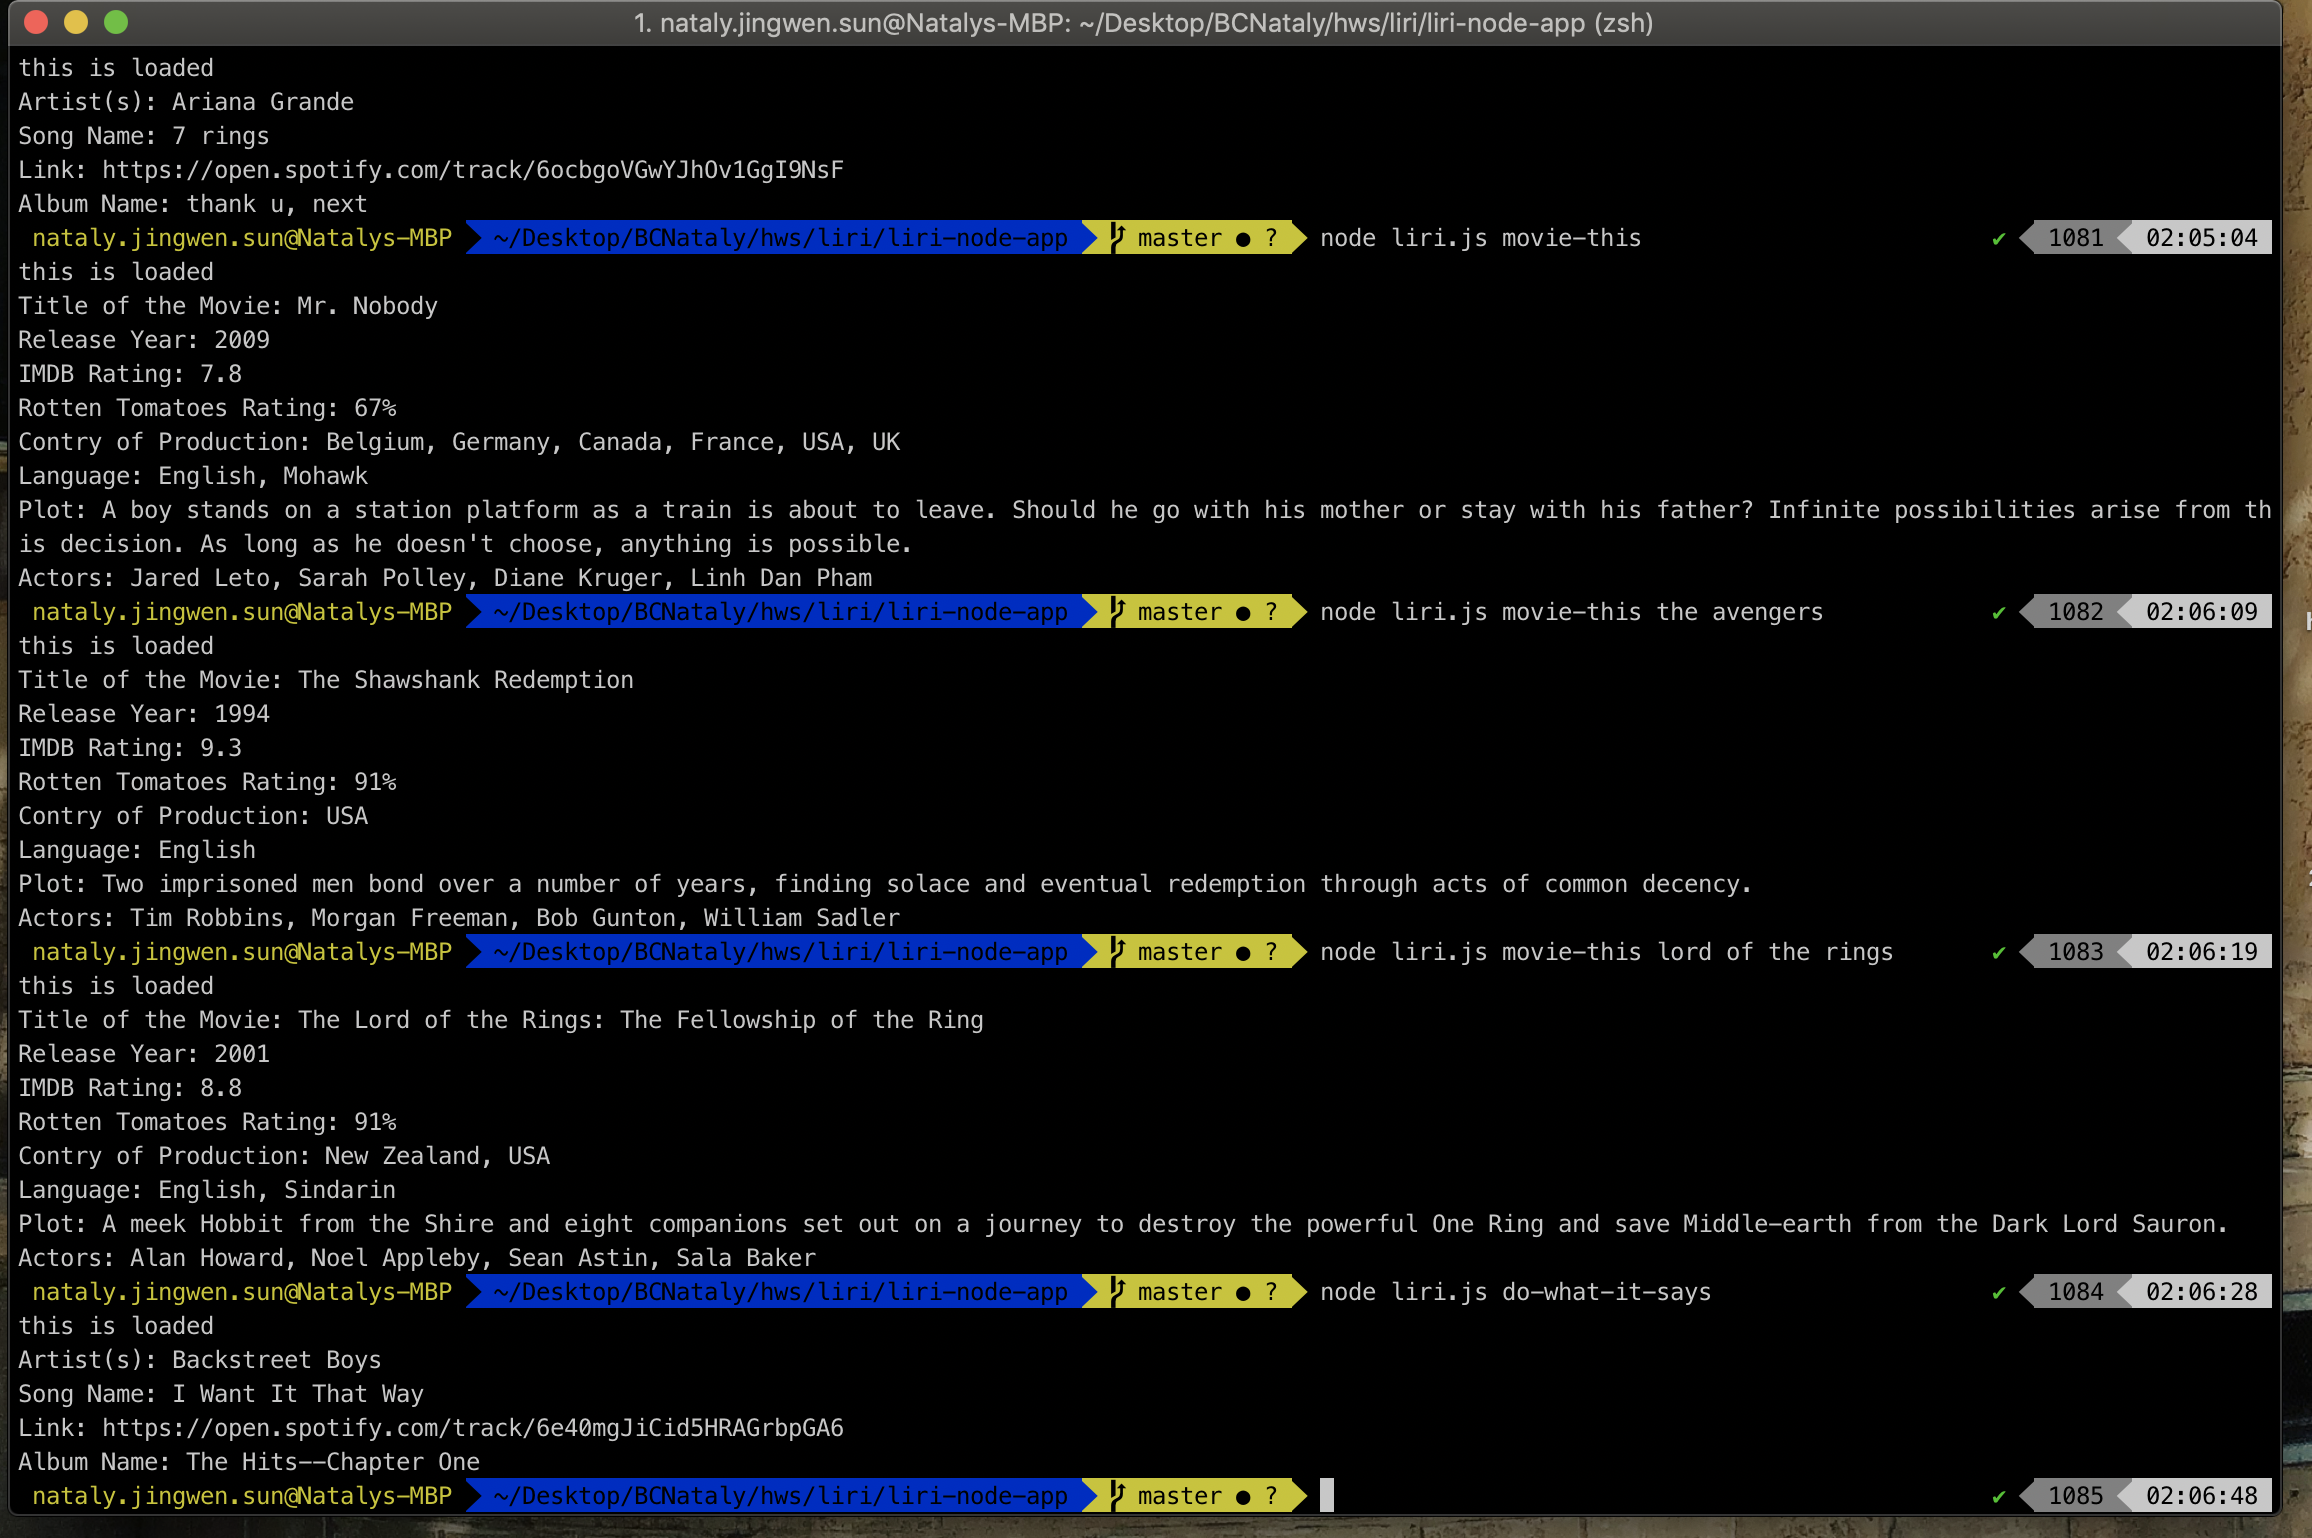 1. nataly.jingwen.sun@Natalys-MBP: ~/Desktop/BCNataly/hws/liri/liri-node-app (zsh)
this is loaded
Artist(s): Ariana Grande
Song Name: 7 rings
Link: https://open.spotify.com/track/6ocbgoVGwYJhOv1GgI9NsF
Album Name: thank u, next
nataly.jingwen.sun@Natalys-MBP ~/Desktop/BCNataly/hws/liri/liri-node-app master ● ? node liri.js movie-this ✔ 1081 02:05:04
this is loaded
Title of the Movie: Mr. Nobody
Release Year: 2009
IMDB Rating: 7.8
Rotten Tomatoes Rating: 67%
Contry of Production: Belgium, Germany, Canada, France, USA, UK
Language: English, Mohawk
Plot: A boy stands on a station platform as a train is about to leave. Should he go with his mother or stay with his father? Infinite possibilities arise from th
is decision. As long as he doesn't choose, anything is possible.
Actors: Jared Leto, Sarah Polley, Diane Kruger, Linh Dan Pham
nataly.jingwen.sun@Natalys-MBP ~/Desktop/BCNataly/hws/liri/liri-node-app master ● ? node liri.js movie-this the avengers ✔ 1082 02:06:09
this is loaded
Title of the Movie: The Shawshank Redemption
Release Year: 1994
IMDB Rating: 9.3
Rotten Tomatoes Rating: 91%
Contry of Production: USA
Language: English
Plot: Two imprisoned men bond over a number of years, finding solace and eventual redemption through acts of common decency.
Actors: Tim Robbins, Morgan Freeman, Bob Gunton, William Sadler
nataly.jingwen.sun@Natalys-MBP ~/Desktop/BCNataly/hws/liri/liri-node-app master ● ? node liri.js movie-this lord of the rings ✔ 1083 02:06:19
this is loaded
Title of the Movie: The Lord of the Rings: The Fellowship of the Ring
Release Year: 2001
IMDB Rating: 8.8
Rotten Tomatoes Rating: 91%
Contry of Production: New Zealand, USA
Language: English, Sindarin
Plot: A meek Hobbit from the Shire and eight companions set out on a journey to destroy the powerful One Ring and save Middle-earth from the Dark Lord Sauron.
Actors: Alan Howard, Noel Appleby, Sean Astin, Sala Baker
nataly.jingwen.sun@Natalys-MBP ~/Desktop/BCNataly/hws/liri/liri-node-app master ● ? node liri.js do-what-it-says ✔ 1084 02:06:28
this is loaded
Artist(s): Backstreet Boys
Song Name: I Want It That Way
Link: https://open.spotify.com/track/6e40mgJiCid5HRAGrbpGA6
Album Name: The Hits--Chapter One
nataly.jingwen.sun@Natalys-MBP ~/Desktop/BCNataly/hws/liri/liri-node-app master ● ? ✔ 1085 02:06:48